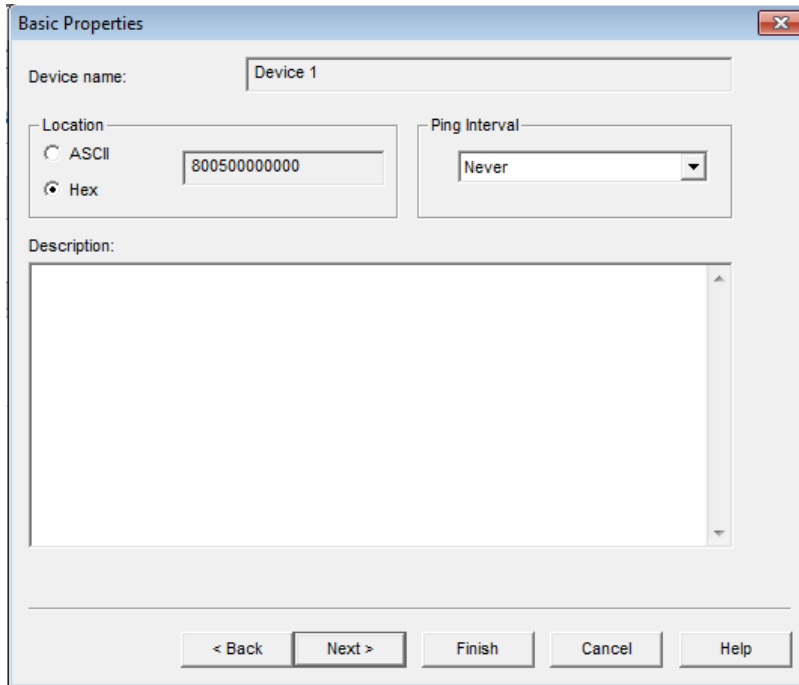 Basic Properties
Device name: Device 1
Location
ASCII
Hex
800500000000
Ping Interval
Never
Description:
< Back Next > Finish Cancel Help